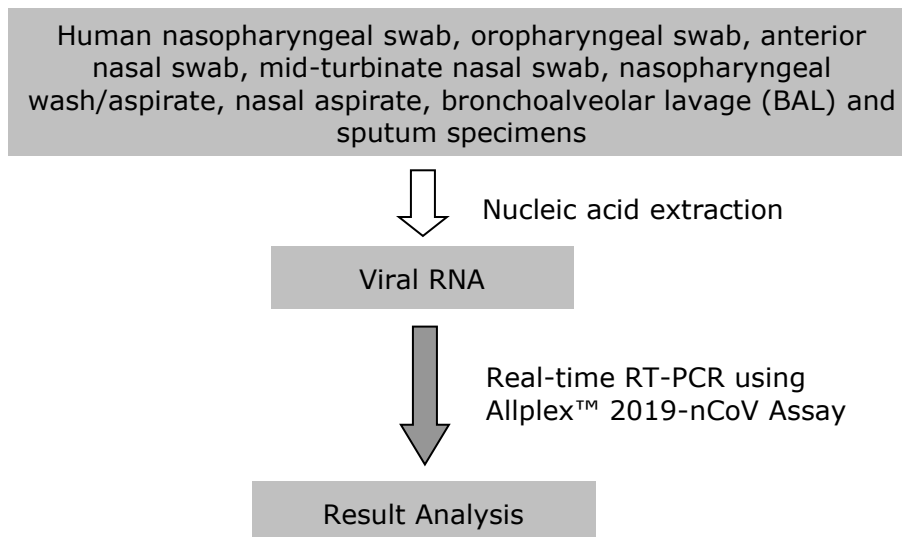 Human nasopharyngeal swab, oropharyngeal swab, anterior
nasal swab, mid-turbinate nasal swab, nasopharyngeal
wash/aspirate, nasal aspirate, bronchoalveolar lavage (BAL) and
sputum specimens
Nucleic acid extraction
Viral RNA
Real-time RT-PCR using
Allplex™ 2019-nCoV Assay
Result Analysis